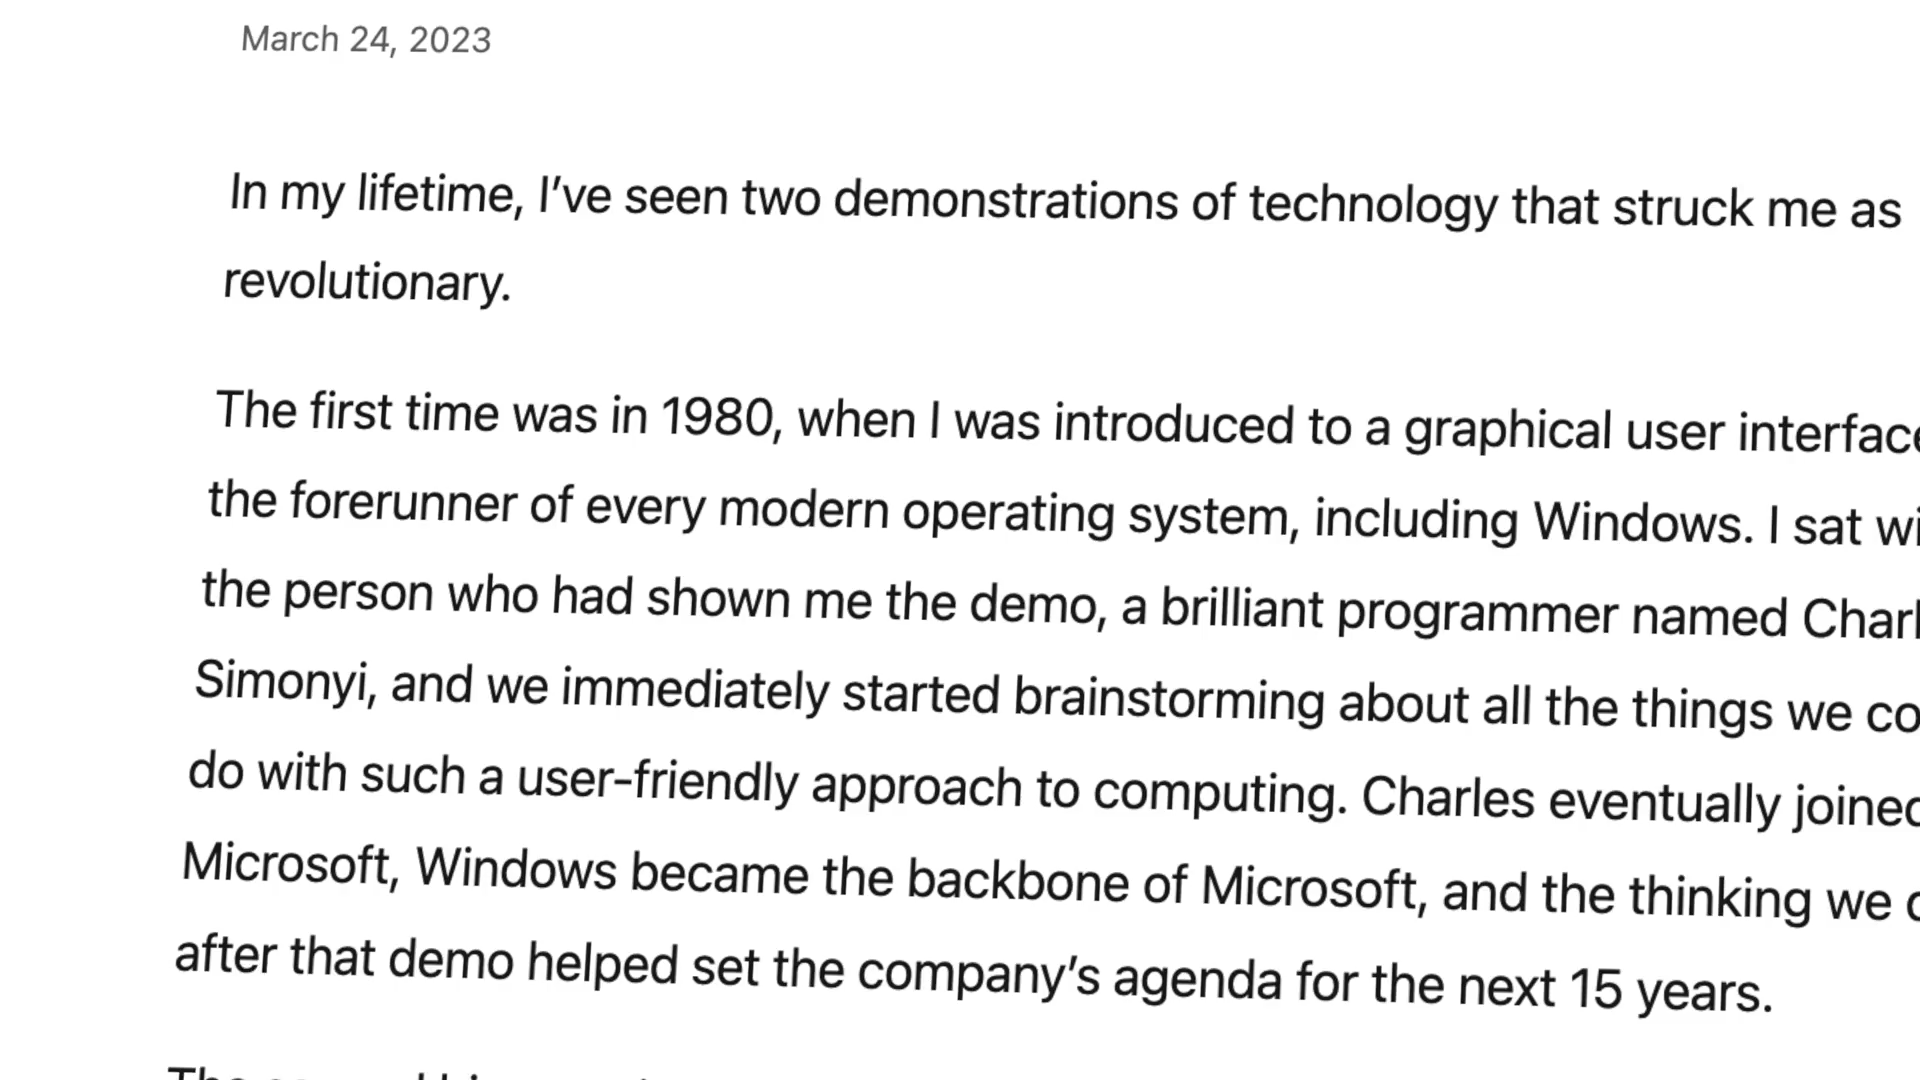 March 24, 2023
In my lifetime, I’ve seen two demonstrations of technology that struck me as
revolutionary.
The first time was in 1980, when I was introduced to a graphical user interface
the forerunner of every modern operating system, including Windows. I sat
the person who had shown me the demo, a brilliant programmer named
Simonyi, and we immediately started brainstorming about all the things we
do with such a user-friendly approach to computing. Charles eventually joined
Microsoft, Windows became the backbone of Microsoft, and the thinking we
after that demo helped set the company’s agenda for the next 15 years.